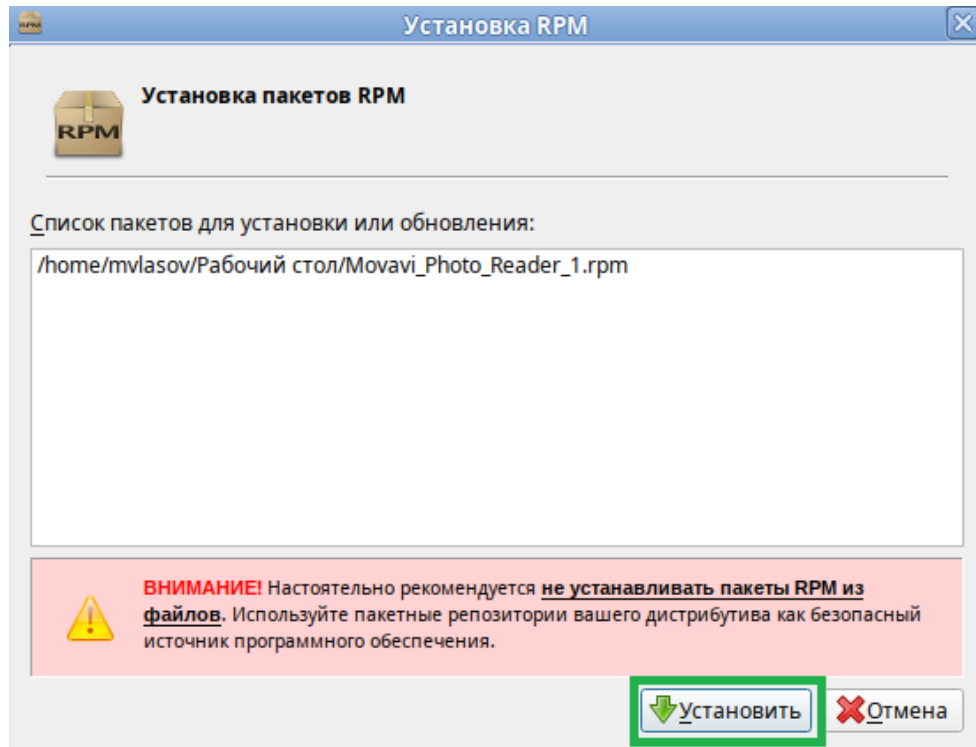 RPM
Установка RPM
Установка пакетов RPM
RPM
Список пакетов для установки или обновления:
/home/mvlasov/Рабочий стол/Movavi_Photo_Reader_1.rpm
ВНИМАНИЕ! Настоятельно рекомендуется не устанавливать пакеты RPM из
файлов. Используйте пакетные репозитории вашего дистрибутива как безопасный
источник программного обеспечения.
Установить
Отмена